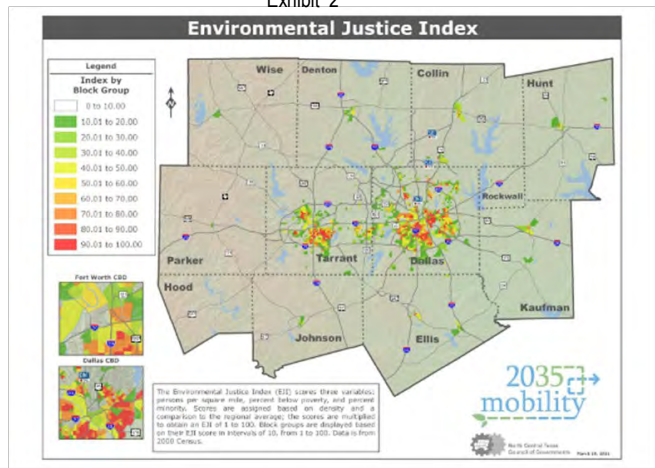 Exhibit 2
Environmental Justice Index
Legend
Index by
Block Group
0 to 10.00
10.01 to 20.00
20.01 to 30.00
30.01 to 40.00
40.01 to 50.00
50.01 to 60.00
60.01 to 70.00
70.01 to 80.00
80.01 to 90.00
90.01 to 100.00
N
Wise
Denton
Collin
Hunt
Rockwall
Parker
Tarrant
Dallas
Hood
Kaufman
Johnson
Ellis
Fort Worth CBD
Dallas CBD
The Environmental Justice Index (EJI) scores three variables:
persons per square mile, percent below poverty, and percent
minority. Scores are assigned based on density and a
comparison to the regional average; the scores are multiplied
to obtain an EJI of 1 to 100. Block groups are displayed based
on their EJI score in intervals of 10, from 1 to 100. Data is from
2000 Census.
2035
mobility
North Central Texas
Council of Governments